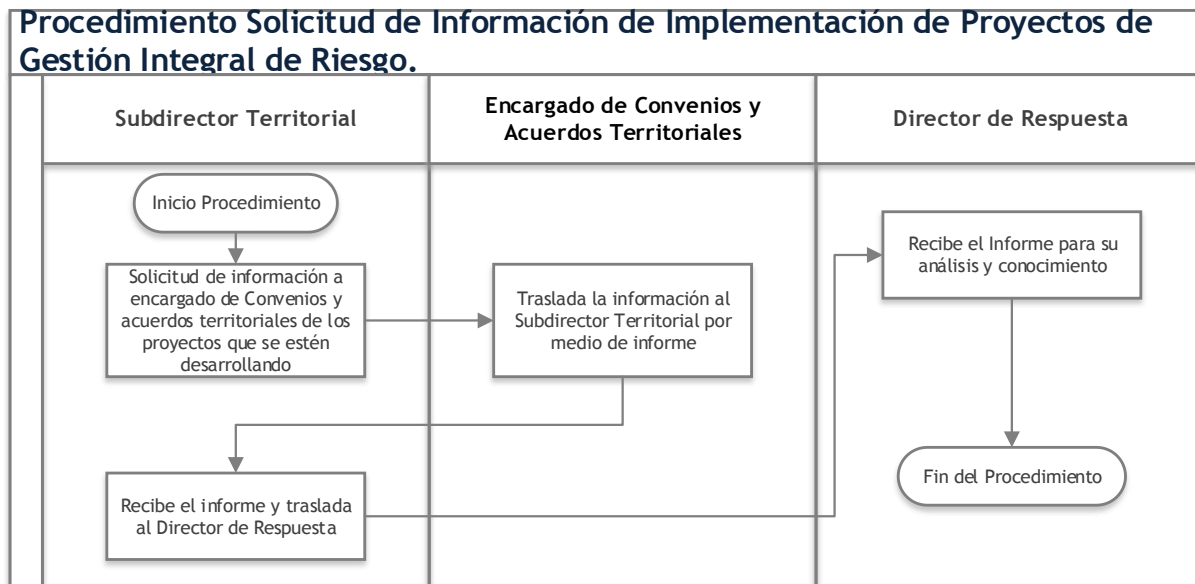 Procedimiento Solicitud de Información de Implementación de Proyectos de
Gestión Integral de Riesgo.
Subdirector Territorial
Encargado de Convenios y
Acuerdos Territoriales
Director de Respuesta
Inicio Procedimiento
Solicitud de información a
encargado de Convenios y
acuerdos territoriales de los
proyectos que se estén
desarrollando
Traslada la información al
Subdirector Territorial por
medio de informe
Recibe el informe y traslada
al Director de Respuesta
Recibe el Informe para su
análisis y conocimiento
Fin del Procedimiento